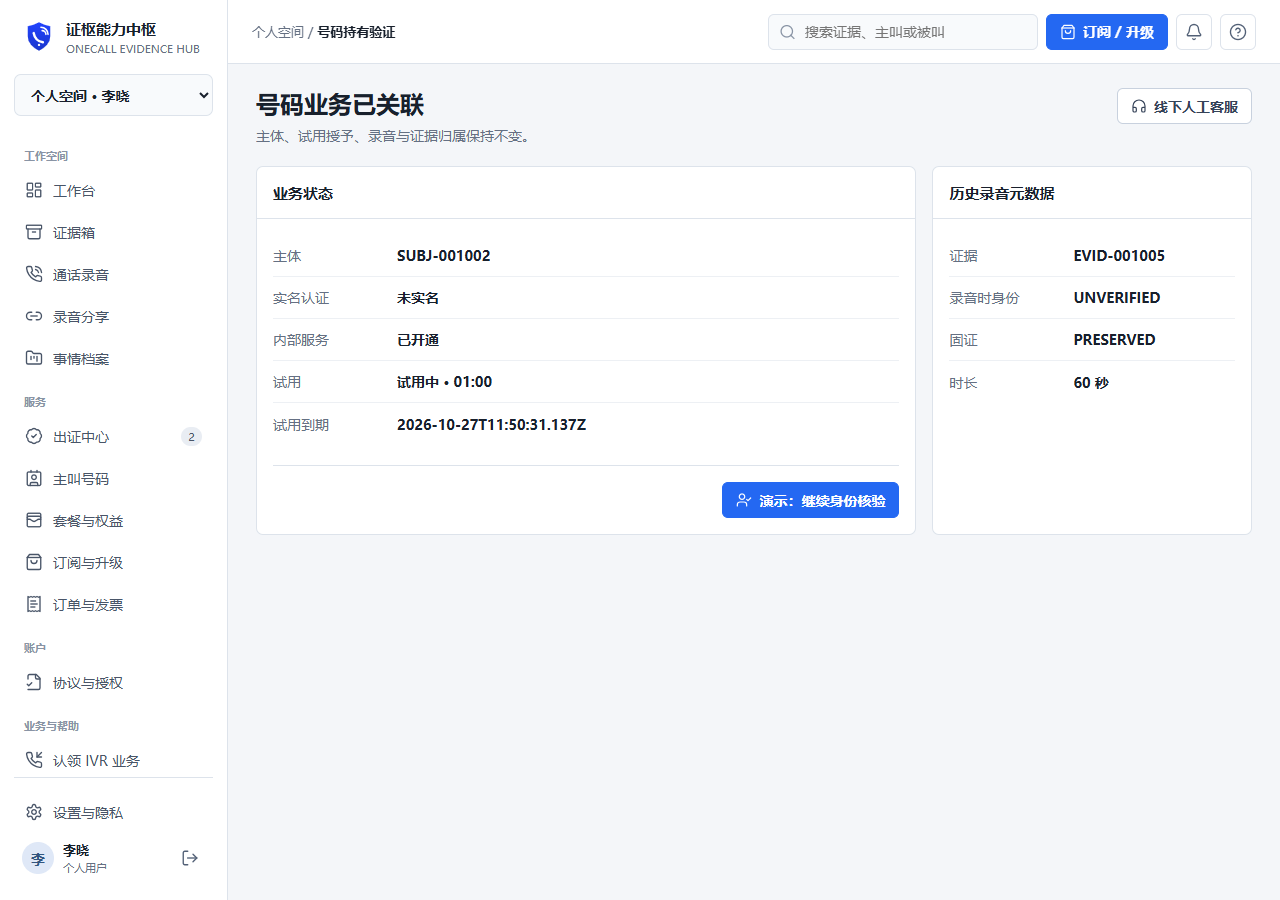 证枢能力中枢
ONECALL EVIDENCE HUB
个人空间 • 李晓
工作空间
工作台
证据箱
通话录音
录音分享
事情档案
服务
出证中心 2
主叫号码
套餐与权益
订阅与升级
订单与发票
账户
协议与授权
业务与帮助
认领 IVR 业务
设置与隐私
李
李晓
个人用户
个人空间 / 号码持有验证
搜索证据、主叫或被叫
订阅 / 升级
号码业务已关联
主体、试用授予、录音与证据归属保持不变。
线下人工客服
业务状态
主体 SUBJ-001002
实名认证 未实名
内部服务 已开通
试用 试用中 • 01:00
试用到期 2026-10-27T11:50:31.137Z
演示：继续身份核验
历史录音元数据
证据 EVID-001005
录音时身份 UNVERIFIED
固证 PRESERVED
时长 60 秒